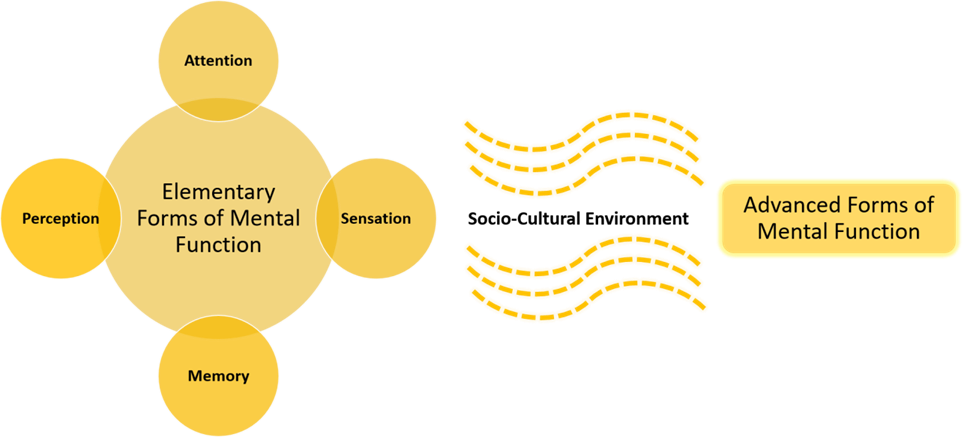 Attention
Perception
Elementary
Forms of Mental
Function
Sensation
Memory
Socio-Cultural Environment
Advanced Forms of
Mental Function